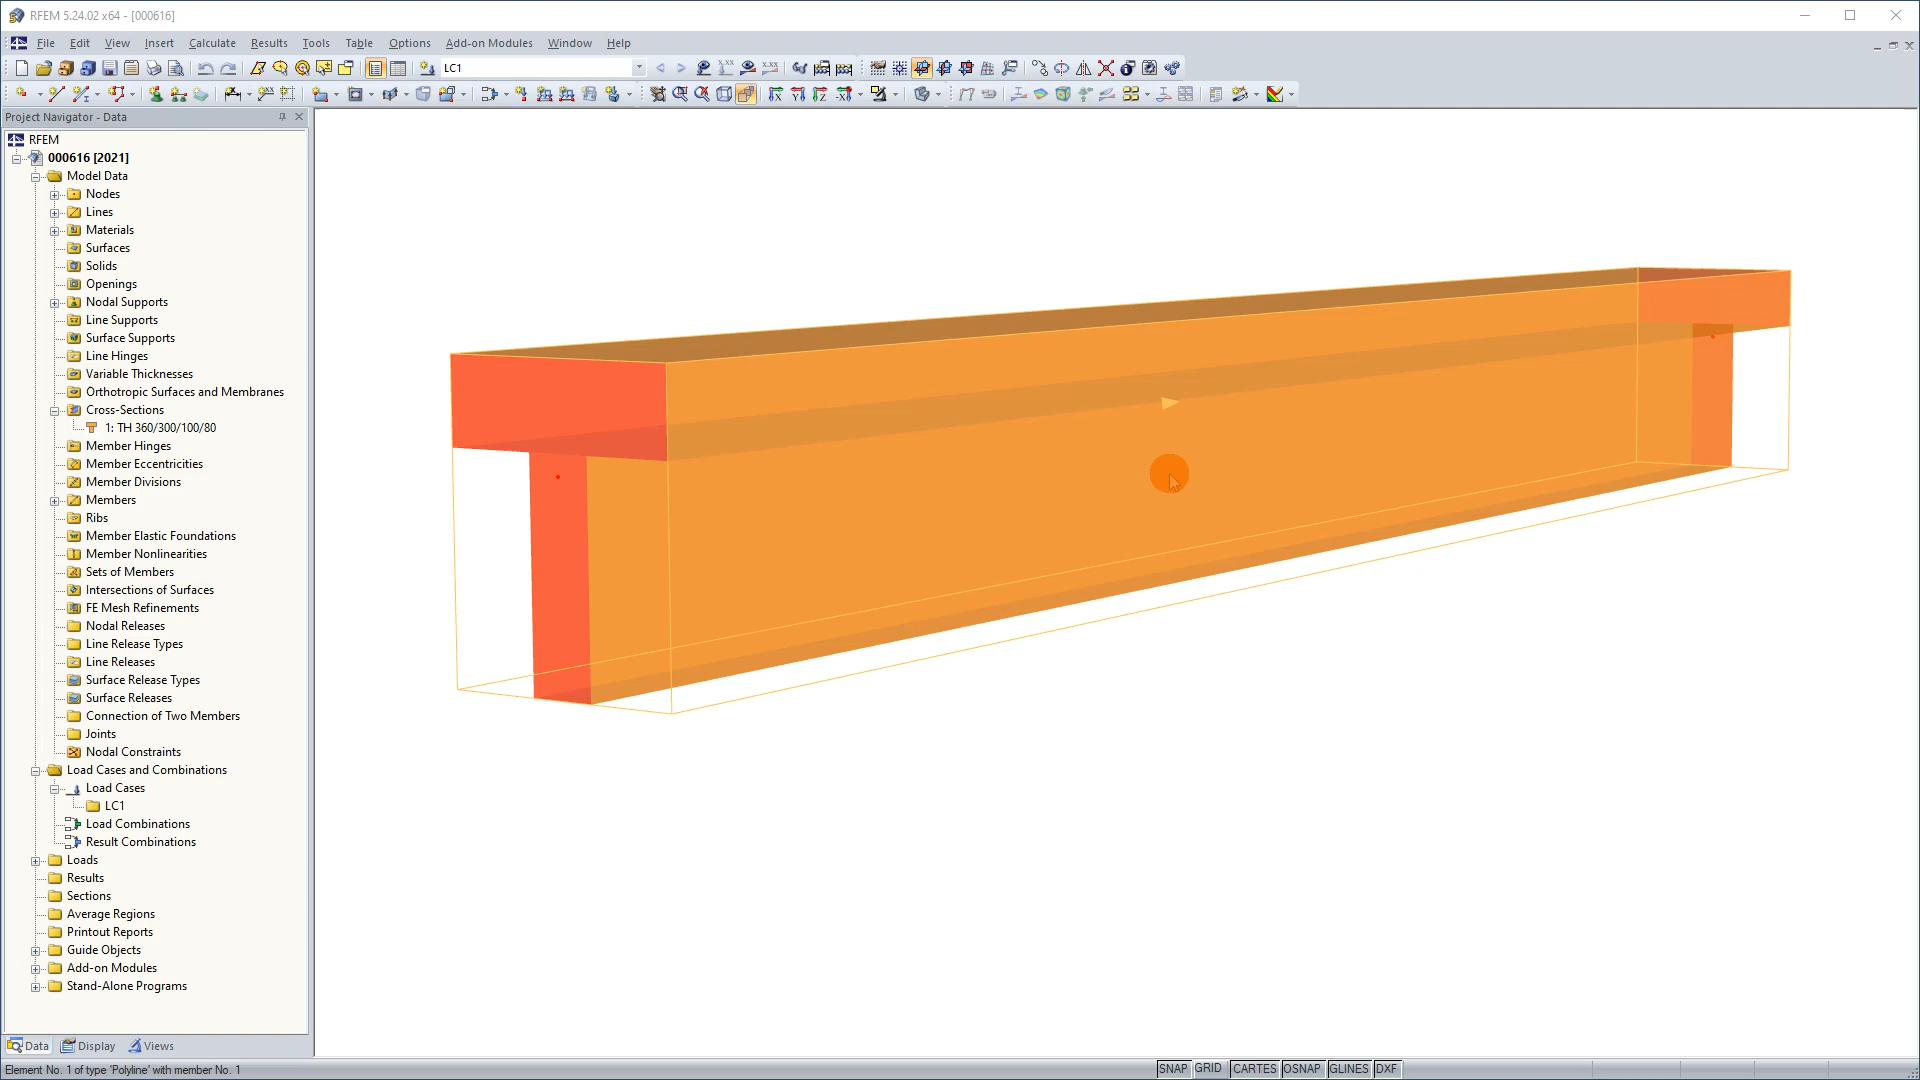 RFEM 5.24.02 x64 - [000616]
File Edit View Insert Calculate Results Tools Table Options Add-on Modules Window Help
LC1
Project Navigator - Data
RFEM
000616 [2021]
Model Data
Nodes
Lines
Materials
Surfaces
Solids
Openings
Nodal Supports
Line Supports
Surface Supports
Line Hinges
Variable Thicknesses
Orthotropic Surfaces and Membranes
Cross-Sections
1: TH 360/300/100/80
Member Hinges
Member Eccentricities
Member Divisions
Members
Ribs
Member Elastic Foundations
Member Nonlinearities
Sets of Members
Intersections of Surfaces
FE Mesh Refinements
Nodal Releases
Line Release Types
Line Releases
Surface Release Types
Surface Releases
Connection of Two Members
Joints
Nodal Constraints
Load Cases and Combinations
Load Cases
LC1
Load Combinations
Result Combinations
Loads
Results
Sections
Average Regions
Printout Reports
Guide Objects
Add-on Modules
Stand-Alone Programs
Data Display Views
Element No. 1 of type 'Polyline' with member No. 1
SNAP GRID CARTES OSNAP GLINES DXF